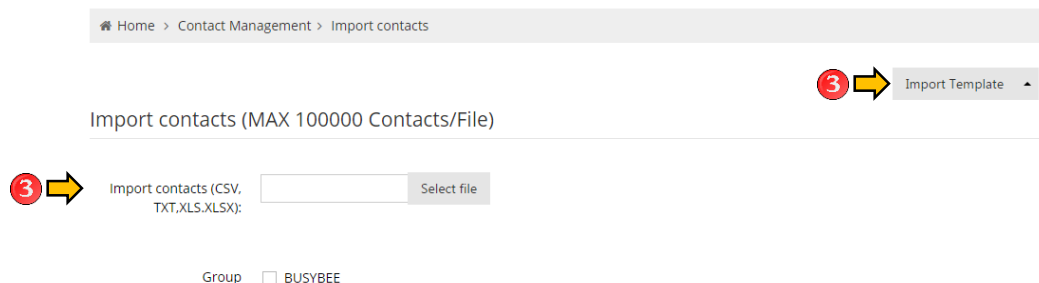 Home > Contact Management > Import contacts
3 Import Template
Import contacts (MAX 100000 Contacts/File)
3 Import contacts (CSV,
TXT,XLS.XLSX):
Select file
Group BUSYBEE